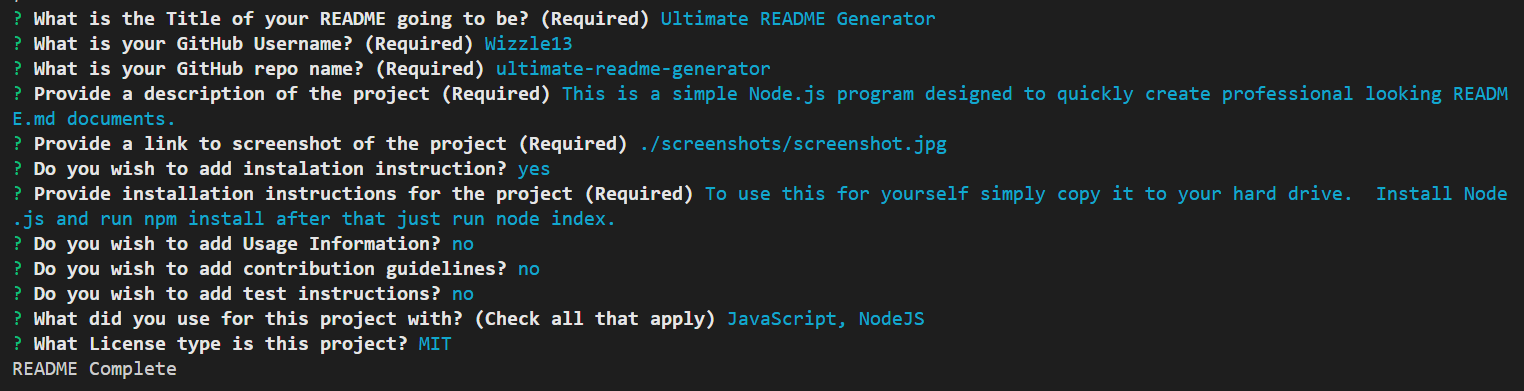 ? What is the Title of your README going to be? (Required) Ultimate README Generator
? What is your GitHub Username? (Required) Wizzle13
? What is your GitHub repo name? (Required) ultimate-readme-generator
? Provide a description of the project (Required) This is a simple Node.js program designed to quickly create professional looking READM
E.md documents.
? Provide a link to screenshot of the project (Required) ./screenshots/screenshot.jpg
? Do you wish to add instalation instruction? yes
? Provide installation instructions for the project (Required) To use this for yourself simply copy it to your hard drive.  Install Node
.js and run npm install after that just run node index.
? Do you wish to add Usage Information? no
? Do you wish to add contribution guidelines? no
? Do you wish to add test instructions? no
? What did you use for this project with? (Check all that apply) JavaScript, NodeJS
? What License type is this project? MIT
README Complete